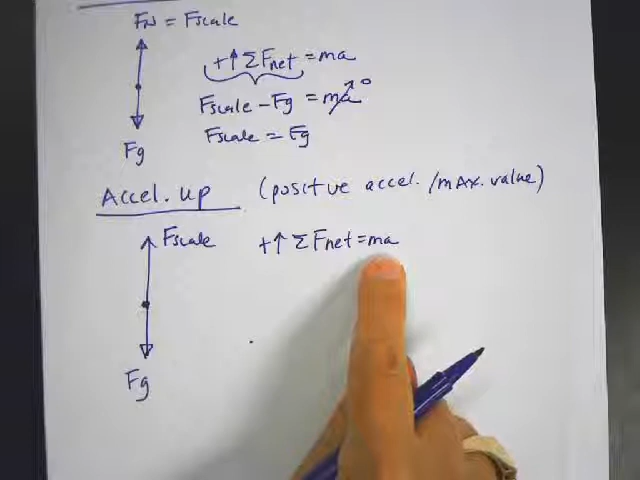 FN = Fscale
+↑ ΣFnet = ma
Fscale - Fg = ma 0
Fscale = Fg
Fg
Accel. up (positive accel. / max. value)
Fscale +↑ ΣFnet = ma
Fg